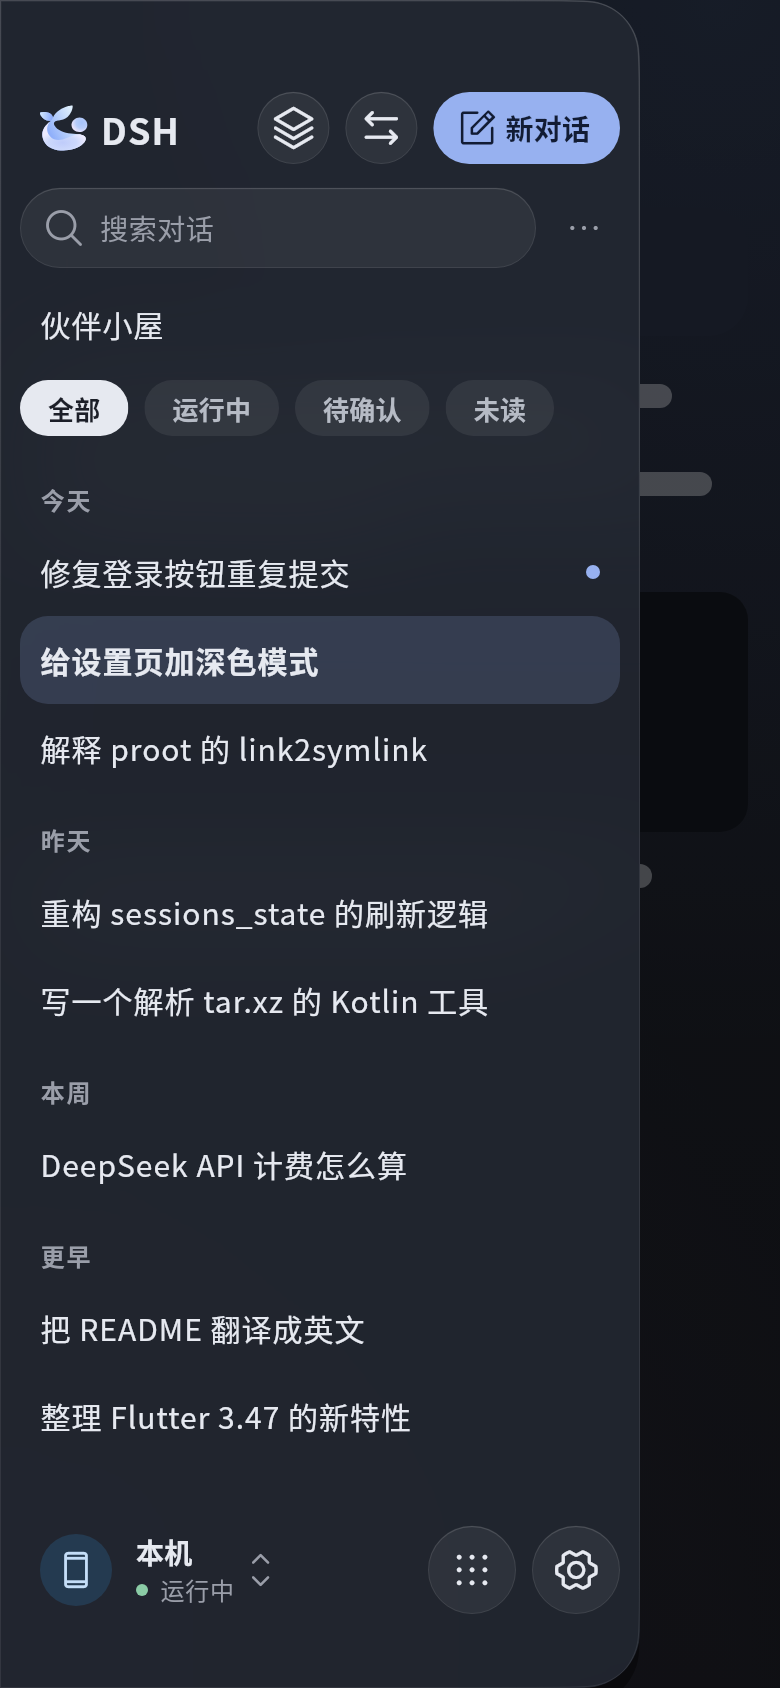 DSH
新对话
搜索对话
伙伴小屋
全部 运行中 待确认 未读
今天
修复登录按钮重复提交
给设置页加深色模式
解释 proot 的 link2symlink
昨天
重构 sessions_state 的刷新逻辑
写一个解析 tar.xz 的 Kotlin 工具
本周
DeepSeek API 计费怎么算
更早
把 README 翻译成英文
整理 Flutter 3.47 的新特性
本机
运行中